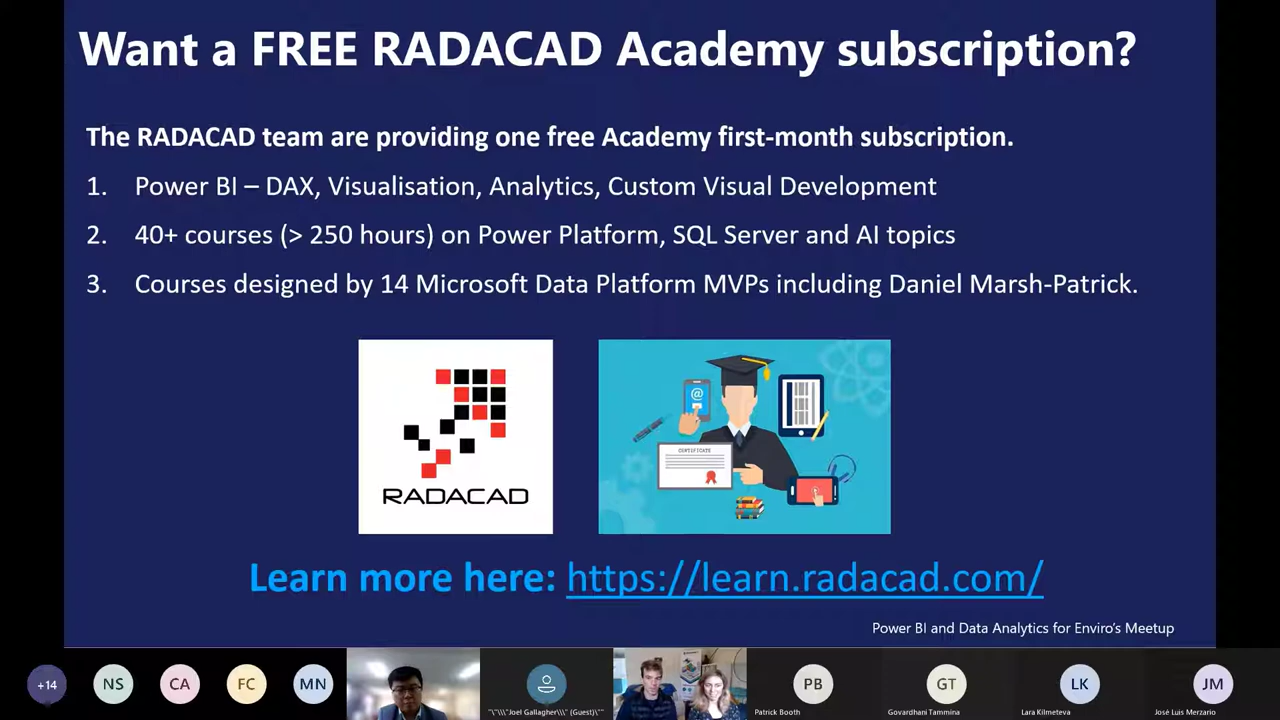 Want a FREE RADACAD Academy subscription?
The RADACAD team are providing one free Academy first-month subscription.
1. Power BI – DAX, Visualisation, Analytics, Custom Visual Development
2. 40+ courses (> 250 hours) on Power Platform, SQL Server and AI topics
3. Courses designed by 14 Microsoft Data Platform MVPs including Daniel Marsh-Patrick.
@
CERTIFICATE
RADACAD
Learn more here: https://learn.radacad.com/
Power BI and Data Analytics for Enviro's Meetup
+14
NS
CA
FC
MN
PB
GT
LK
JM
"\"\\\"Joel Gallagher\\\" (Guest)\""
Patrick Booth
Govardhani Tammina
Lara Kilmeteva
José Luis Merzario